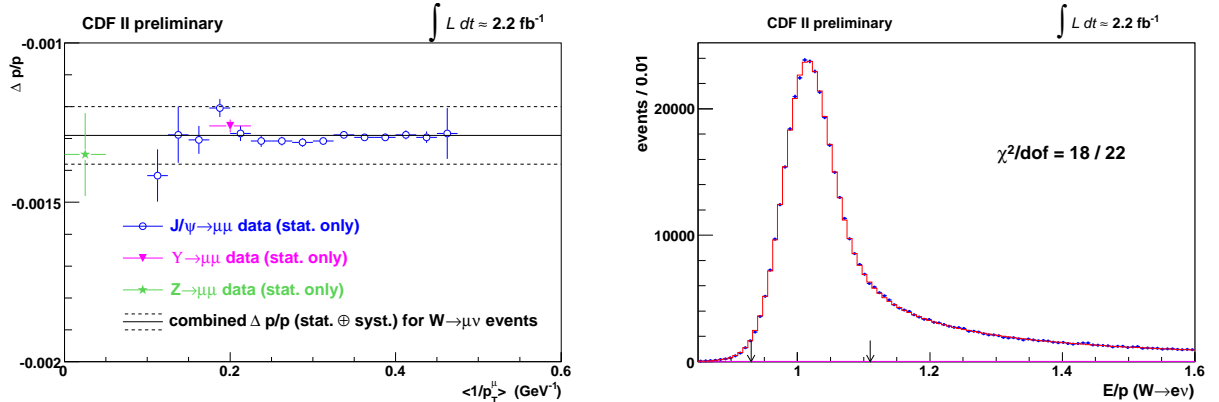 CDF II preliminary
∫ L dt ≈ 2.2 fb⁻¹
Δ p/p
-0.001
-0.0015
-0.002
J/ψ→μμ data (stat. only)
Υ→μμ data (stat. only)
Z→μμ data (stat. only)
combined Δ p/p (stat. ⊕ syst.) for W→μν events
0 0.2 0.4 0.6
<1/p_T^μ> (GeV⁻¹)
CDF II preliminary
∫ L dt ≈ 2.2 fb⁻¹
events / 0.01
20000
10000
0
χ²/dof = 18 / 22
1 1.2 1.4 1.6
E/p (W→eν)